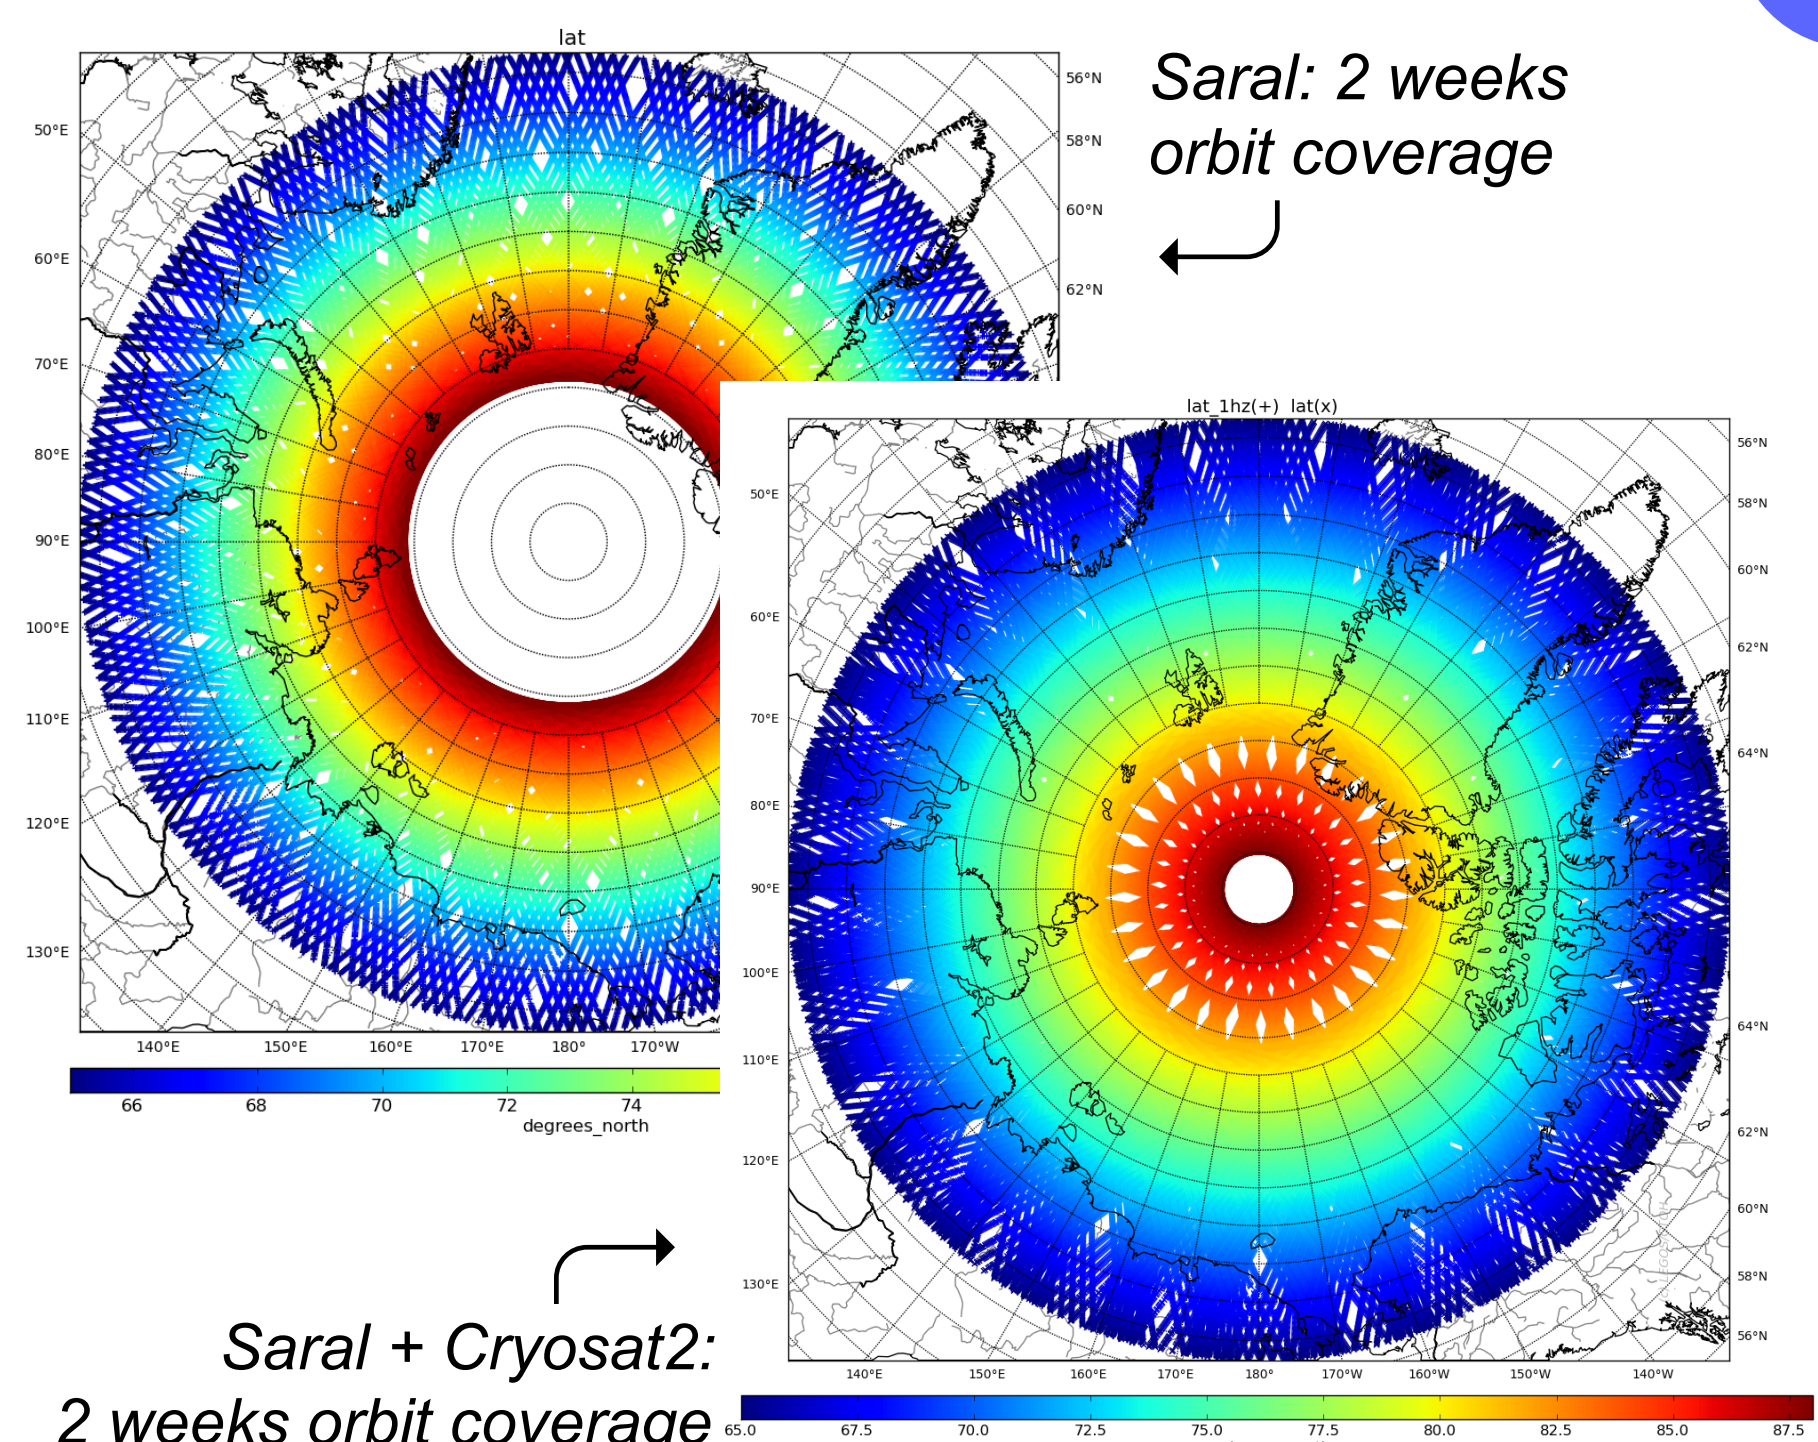 lat
Saral: 2 weeks
orbit coverage
56°N
58°N
60°N
62°N
50°E
60°E
70°E
80°E
90°E
100°E
110°E
120°E
130°E
140°E 150°E 160°E 170°E 180° 170°W
66 68 70 72 74
degrees_north
lat_1hz(+) lat(x)
56°N
58°N
60°N
62°N
64°N
64°N
62°N
60°N
58°N
56°N
50°E
60°E
70°E
80°E
90°E
100°E
110°E
120°E
130°E
140°E 150°E 160°E 170°E 180° 170°W 160°W 150°W 140°W
65.0 67.5 70.0 72.5 75.0 77.5 80.0 82.5 85.0 87.5
Saral + Cryosat2:
2 weeks orbit coverage